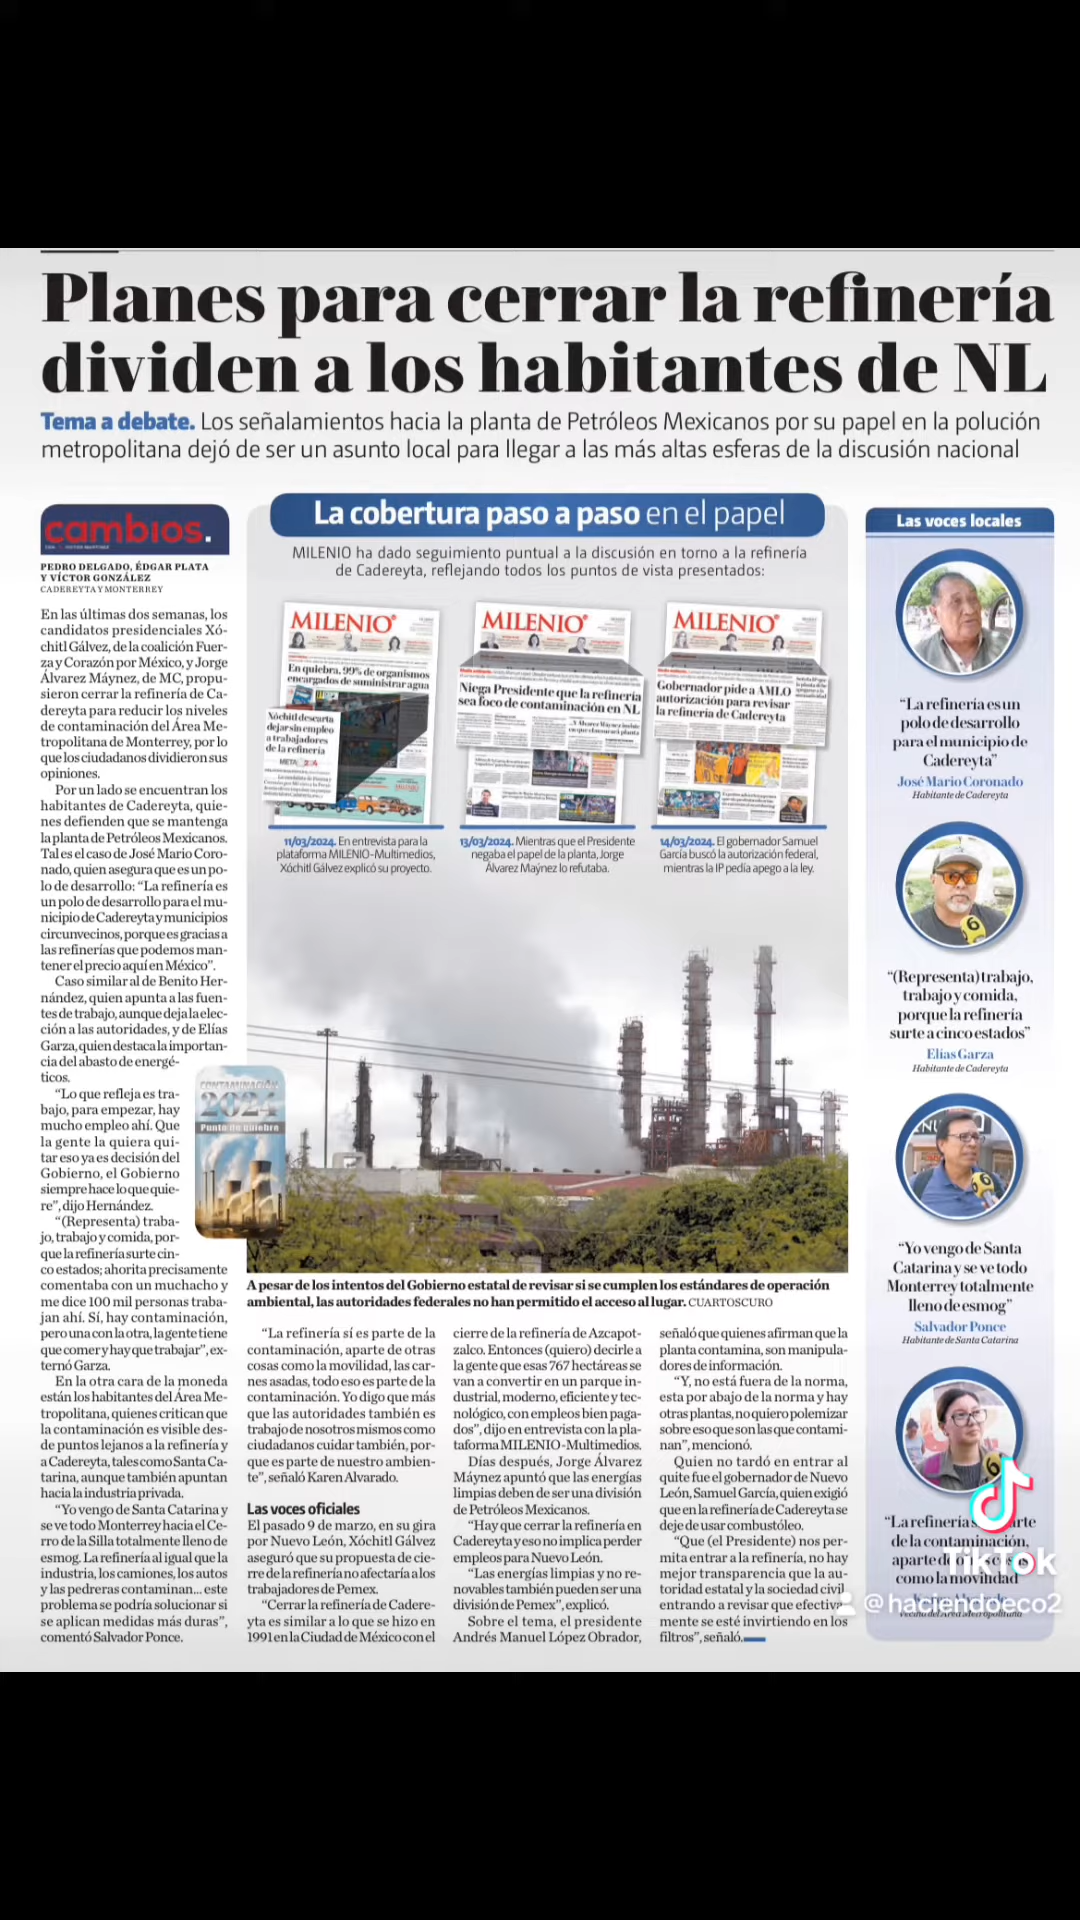 Planes para cerrar la refinería
dividen a los habitantes de NL
Tema a debate. Los señalamientos hacia la planta de Petróleos Mexicanos por su papel en la polución
metropolitana dejó de ser un asunto local para llegar a las más altas esferas de la discusión nacional
cambios.
PEDRO DELGADO, ÉDGAR PLATA
Y VÍCTOR GONZÁLEZ
CADEREYTA Y MONTERREY
En las últimas dos semanas, los
candidatos presidenciales Xó-
chitl Gálvez, de la coalición Fuer-
za y Corazón por México, y Jorge
Álvarez Máynez, de MC, propu-
sieron cerrar la refinería de Ca-
dereyta para reducir los niveles
de contaminación del Área Me-
tropolitana de Monterrey, por lo
que los ciudadanos dividieron sus
opiniones.
Por un lado se encuentran los
habitantes de Cadereyta, quie-
nes defienden que se mantenga
la planta de Petróleos Mexicanos.
Tal es el caso de José Mario Coro-
nado, quien asegura que es un po-
lo de desarrollo: “La refinería es
un polo de desarrollo para el mu-
nicipio de Cadereyta y municipios
circunvecinos, porque es gracias a
las refinerías que podemos man-
tener el precio aquí en México”.
Caso similar al de Benito Her-
nández, quien apunta a las fuen-
tes de trabajo, aunque deja la elec-
ción a las autoridades, y de Elías
Garza, quien destaca la importan-
cia del abasto de energé-
ticos.
“Lo que refleja es tra-
bajo, para empezar, hay
mucho empleo ahí. Que
la gente la quiera qui-
tar eso ya es decisión del
Gobierno, el Gobierno
siempre hace lo que quie-
re”, dijo Hernández.
“(Representa) traba-
jo, trabajo y comida, por-
que la refinería surte cin-
co estados; ahorita precisamente
comentaba con un muchacho y
me dice 100 mil personas traba-
jan ahí. Sí, hay contaminación,
pero una con la otra, la gente tiene
que comer y hay que trabajar”, ex-
ternó Garza.
En la otra cara de la moneda
están los habitantes del Área Me-
tropolitana, quienes critican que
la contaminación es visible des-
de puntos lejanos a la refinería y
a Cadereyta, tales como Santa Ca-
tarina, aunque también apuntan
hacia la industria privada.
“Yo vengo de Santa Catarina y
se ve todo Monterrey hacia el Ce-
rro de la Silla totalmente lleno de
esmog. La refinería al igual que la
industria, los camiones, los autos
y las pedreras contaminan... este
problema se podría solucionar si
se aplican medidas más duras”,
comentó Salvador Ponce.
La cobertura paso a paso en el papel
MILENIO ha dado seguimiento puntual a la discusión en torno a la refinería
de Cadereyta, reflejando todos los puntos de vista presentados:
MILENIO
En quiebra, 99% de organismos
encargados de suministrar agua
Xóchitl descarta
dejar sin empleo
a trabajadores
de la refinería
11/03/2024. En entrevista para la
plataforma MILENIO-Multimedios,
Xóchitl Gálvez explicó su proyecto.
MILENIO
Niega Presidente que la refinería
sea foco de contaminación en NL
13/03/2024. Mientras que el Presidente
negaba el papel de la planta, Jorge
Álvarez Maýnez lo refutaba.
MILENIO
Gobernador pide a AMLO
autorización para revisar
la refinería de Cadereyta
14/03/2024. El gobernador Samuel
García buscó la autorización federal,
mientras la IP pedía apego a la ley.
CONTAMINACIÓN
2024
Punto de quiebre
A pesar de los intentos del Gobierno estatal de revisar si se cumplen los estándares de operación
ambiental, las autoridades federales no han permitido el acceso al lugar. CUARTOSCURO
“La refinería sí es parte de la
contaminación, aparte de otras
cosas como la movilidad, las car-
nes asadas, todo eso es parte de la
contaminación. Yo digo que más
que las autoridades también es
trabajo de nosotros mismos como
ciudadanos cuidar también, por-
que es parte de nuestro ambien-
te”, señaló Karen Alvarado.
Las voces oficiales
El pasado 9 de marzo, en su gira
por Nuevo León, Xóchitl Gálvez
aseguró que su propuesta de cie-
rre de la refinería no afectaría a los
trabajadores de Pemex.
“Cerrar la refinería de Cadere-
yta es similar a lo que se hizo en
1991 en la Ciudad de México con el
cierre de la refinería de Azcapot-
zalco. Entonces (quiero) decirle a
la gente que esas 767 hectáreas se
van a convertir en un parque in-
dustrial, moderno, eficiente y tec-
nológico, con empleos bien paga-
dos”, dijo en entrevista con la pla-
taforma MILENIO-Multimedios.
Días después, Jorge Álvarez
Máynez apuntó que las energías
limpias deben de ser una división
de Petróleos Mexicanos.
“Hay que cerrar la refinería en
Cadereyta y eso no implica perder
empleos para Nuevo León.
“Las energías limpias y no re-
novables también pueden ser una
división de Pemex”, explicó.
Sobre el tema, el presidente
Andrés Manuel López Obrador,
señaló que quienes afirman que la
planta contamina, son manipula-
dores de información.
“Y, no está fuera de la norma,
esta por abajo de la norma y hay
otras plantas, no quiero polemizar
sobre eso que son las que contami-
nan”, mencionó.
Quien no tardó en entrar al
quite fue el gobernador de Nuevo
León, Samuel García, quien exigió
que en la refinería de Cadereyta se
deje de usar combustóleo.
“Que (el Presidente) nos per-
mita entrar a la refinería, no hay
mejor transparencia que la au-
toridad estatal y la sociedad civil
entrando a revisar que efectiva-
mente se esté invirtiendo en los
filtros”, señaló.
Las voces locales
“La refinería es un
polo de desarrollo
para el municipio de
Cadereyta”
José Mario Coronado
Habitante de Cadereyta
“(Representa) trabajo,
trabajo y comida,
porque la refinería
surte a cinco estados”
Elías Garza
Habitante de Cadereyta
“Yo vengo de Santa
Catarina y se ve todo
Monterrey totalmente
lleno de esmog”
Salvador Ponce
Habitante de Santa Catarina
“La refinería
de la contaminación,
aparte de
como la movilidad
Vecina del Área Metropolitana
TikTok
@haciendoeco2